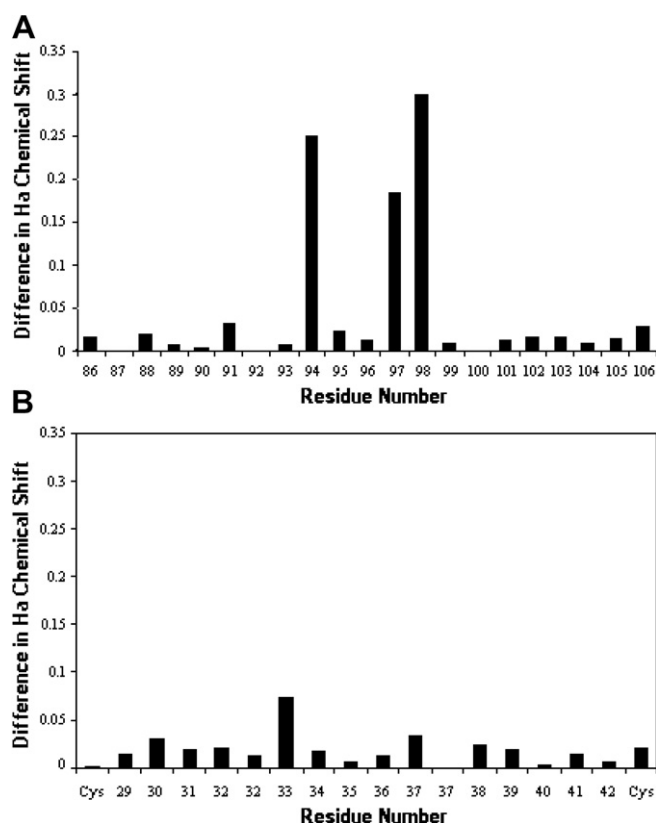 A
0.35
0.3
0.25
0.2
0.15
0.1
0.05
0
Difference in Ha Chemical Shift
86 87 88 89 90 91 92 93 94 95 96 97 98 99 100 101 102 103 104 105 106
Residue Number
B
0.35
0.3
0.25
0.2
0.15
0.1
0.05
0
Difference in Ha Chemical Shift
Cys 29 30 31 32 32 33 34 35 36 37 37 38 39 40 41 42 Cys
Residue Number